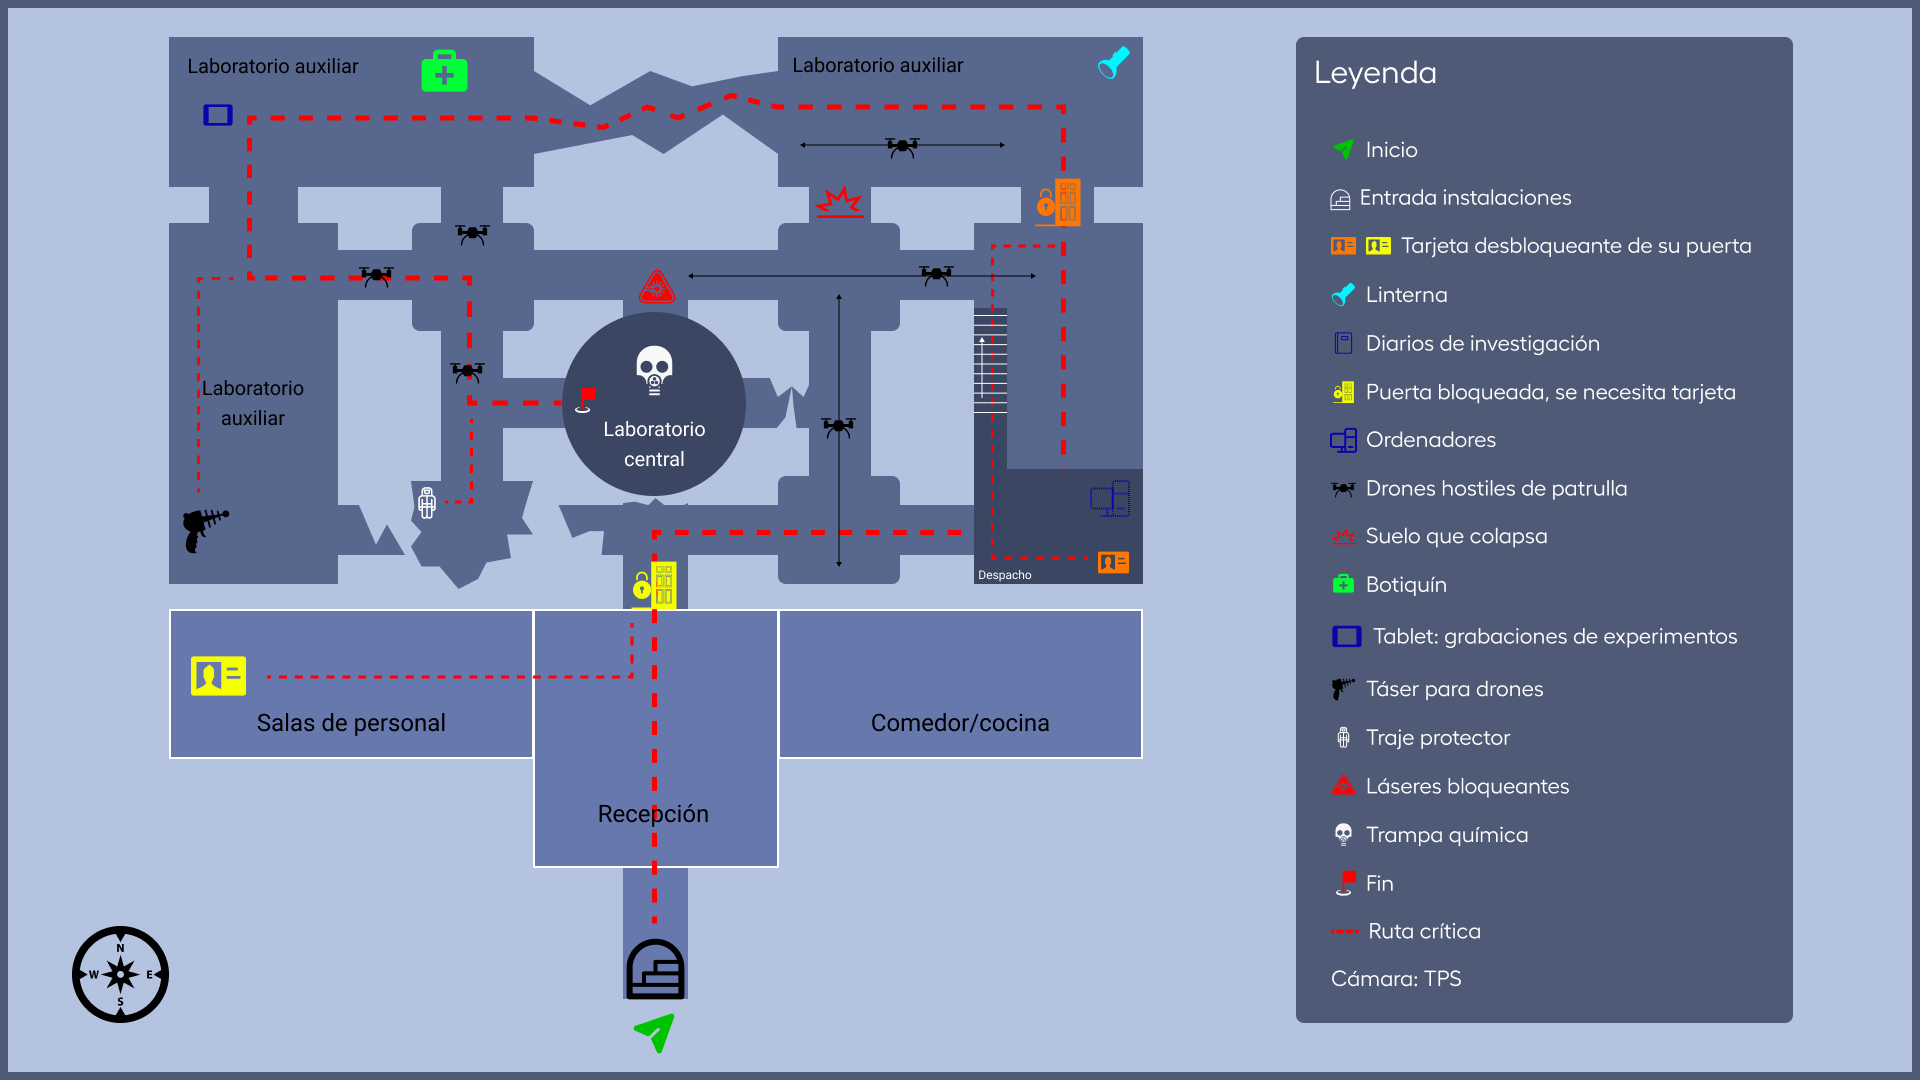 Laboratorio auxiliar
Laboratorio auxiliar
Laboratorio
auxiliar
Laboratorio
central
Despacho
Salas de personal
Comedor/cocina
Recepción
N
W
E
S
Leyenda
Inicio
Entrada instalaciones
Tarjeta desbloqueante de su puerta
Linterna
Diarios de investigación
Puerta bloqueada, se necesita tarjeta
Ordenadores
Drones hostiles de patrulla
Suelo que colapsa
Botiquín
Tablet: grabaciones de experimentos
Táser para drones
Traje protector
Láseres bloqueantes
Trampa química
Fin
Ruta crítica
Cámara: TPS